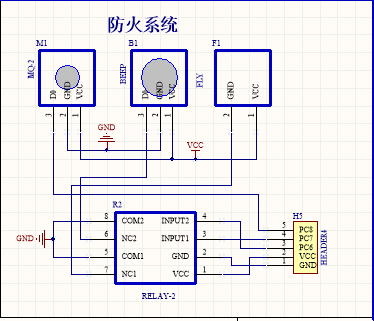 防火系统
M1
B1
F1
MQ-2
BEEP
FLY
D0
GND
VCC
D0
GND
VCC
GND
VCC
3
2
1
3
2
1
2
1
GND
VCC
R2
H5
8
COM2
INPUT2
4
5
PC8
6
NC2
INPUT1
3
4
PC7
GND
3
PC6
5
COM1
GND
2
2
VCC
7
NC1
VCC
1
1
GND
HEADER4
RELAY-2